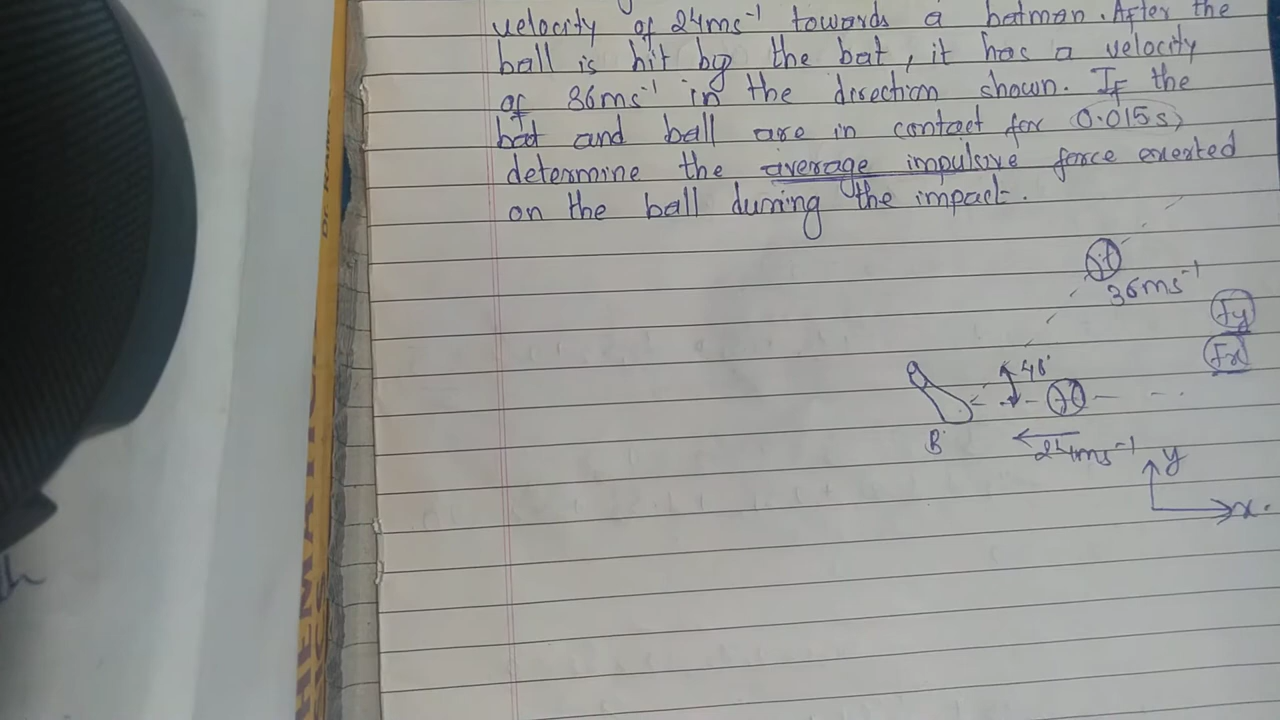 velocity of 24ms⁻¹ towards a batman. After the
ball is hit by the bat, it has a velocity
of 36ms⁻¹ in the direction shown. If the
bat and ball are in contact for 0.015s,
determine the average impulsive force exerted
on the ball durning the impact.
36ms⁻¹
Fy
Fx
40°
B
24ms⁻¹
y
x